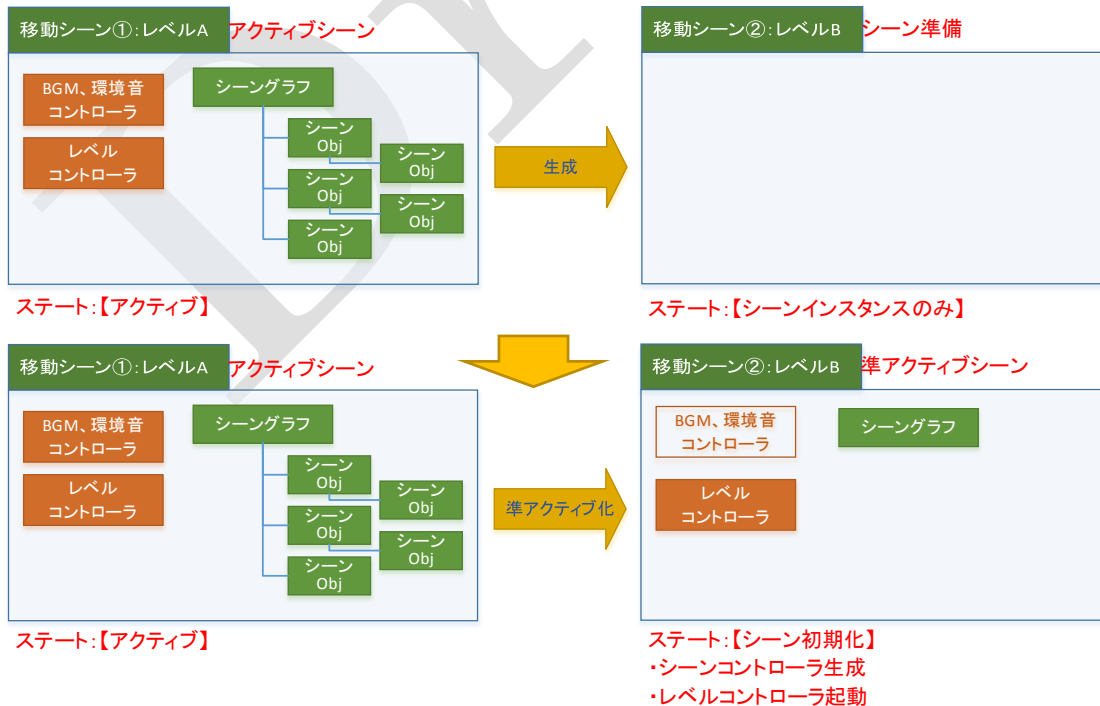 移動シーン①:レベルA
アクティブシーン
BGM、環境音
コントローラ
レベル
コントローラ
シーングラフ
シーン
Obj
シーン
Obj
シーン
Obj
シーン
Obj
シーン
Obj
ステート:【アクティブ】
生成
移動シーン②:レベルB
シーン準備
ステート:【シーンインスタンスのみ】
移動シーン①:レベルA
アクティブシーン
BGM、環境音
コントローラ
レベル
コントローラ
シーングラフ
シーン
Obj
シーン
Obj
シーン
Obj
シーン
Obj
シーン
Obj
ステート:【アクティブ】
準アクティブ化
移動シーン②:レベルB
準アクティブシーン
BGM、環境音
コントローラ
レベル
コントローラ
シーングラフ
ステート:【シーン初期化】
・シーンコントローラ生成
・レベルコントローラ起動